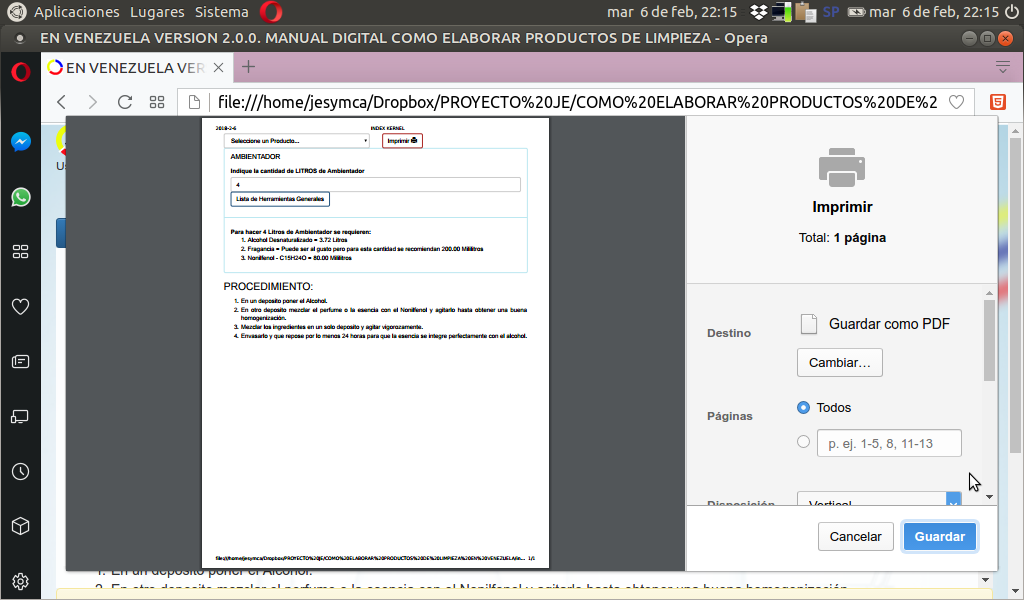 Aplicaciones Lugares Sistema mar 6 de feb, 22:15 SP mar 6 de feb, 22:15
EN VENEZUELA VERSION 2.0.0. MANUAL DIGITAL COMO ELABORAR PRODUCTOS DE LIMPIEZA - Opera
EN VENEZUELA VER
file:///home/jesymca/Dropbox/PROYECTO%20JE/COMO%20ELABORAR%20PRODUCTOS%20DE%2
2018-2-6 INDEX KERNEL
Seleccione un Producto... Imprimir
AMBIENTADOR
Indique la cantidad de LITROS de Ambientador
4
Lista de Herramientas Generales
Para hacer 4 Litros de Ambientador se requieren:
1. Alcohol Desnaturalizado = 3.72 Litros
2. Fragancia = Puede ser al gusto pero para esta cantidad se recomiendan 200.00 Mililitros
3. Nonilfenol - C15H24O = 80.00 Mililitros
PROCEDIMIENTO:
1. En un deposito poner el Alcohol.
2. En otro deposito mezclar el perfume o la esencia con el Nonilfenol y agitarlo hasta obtener una buena
homogenización.
3. Mezclar los ingredientes en un solo deposito y agitar vigorozamente.
4. Envasarlo y que repose por lo menos 24 horas para que la esencia se integre perfectamente con el alcohol.
file:///home/jesymca/Dropbox/PROYECTO%20JE/COMO%20ELABORAR%20PRODUCTOS%20DE%20LIMPIEZA%20EN%20VENEZUELA/in... 1/1
Imprimir
Total: 1 página
Destino Guardar como PDF
Cambiar...
Páginas Todos
p. ej. 1-5, 8, 11-13
Disposición Vertical
Cancelar Guardar
1. En un deposito poner el Alcohol.
2. En otro deposito mezclar el perfume o la esencia con el Nonilfenol y agitarlo hasta obtener una buena homogenización